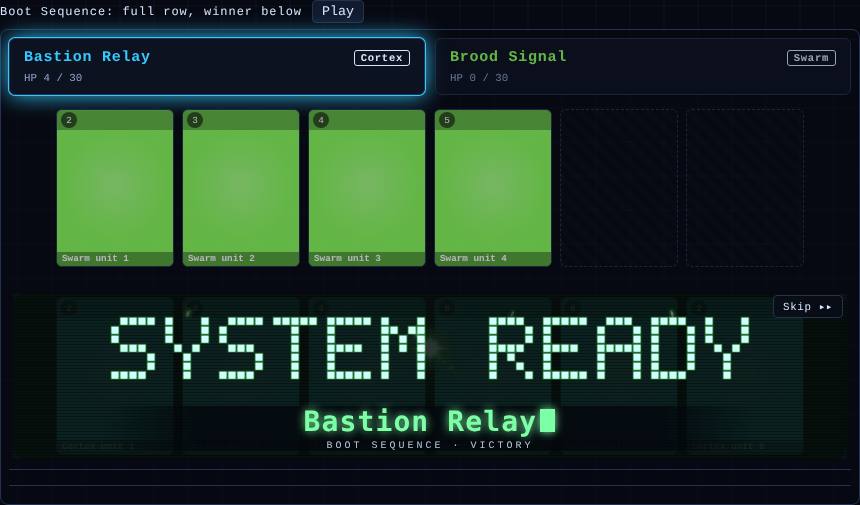 Boot Sequence: full row, winner below Play
Bastion Relay Cortex
HP 4 / 30
Brood Signal Swarm
HP 0 / 30
2 3 4 5
Swarm unit 1 Swarm unit 2 Swarm unit 3 Swarm unit 4
Skip ▸▸
SYSTEM READY
Bastion Relay
BOOT SEQUENCE · VICTORY